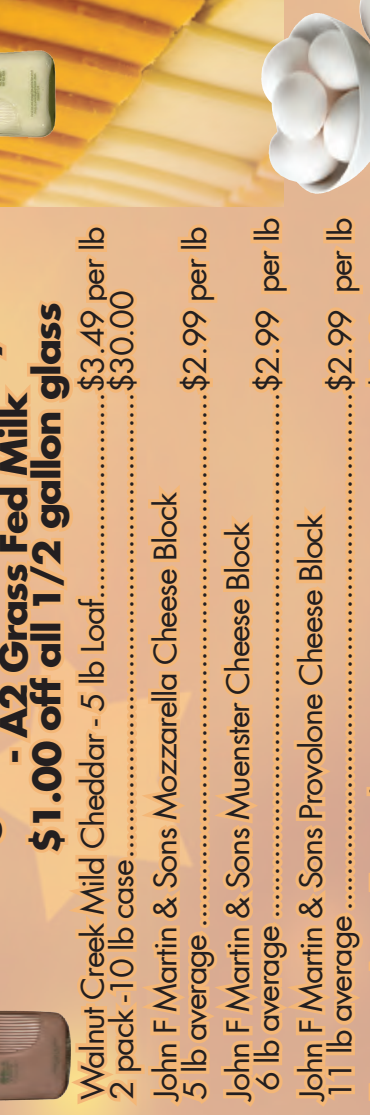 - A2 Grass Fed Milk
$1.00 off all 1/2 gallon glass
Walnut Creek Mild Cheddar - 5 lb Loaf..................$3.49 per lb
2 pack -10 lb case..................$30.00
John F Martin & Sons Mozzarella Cheese Block
5 lb average ..................$2.99 per lb
John F Martin & Sons Muenster Cheese Block
6 lb average ..................$2.99 per lb
John F Martin & Sons Provolone Cheese Block
11 lb average ..................$2.99 per lb